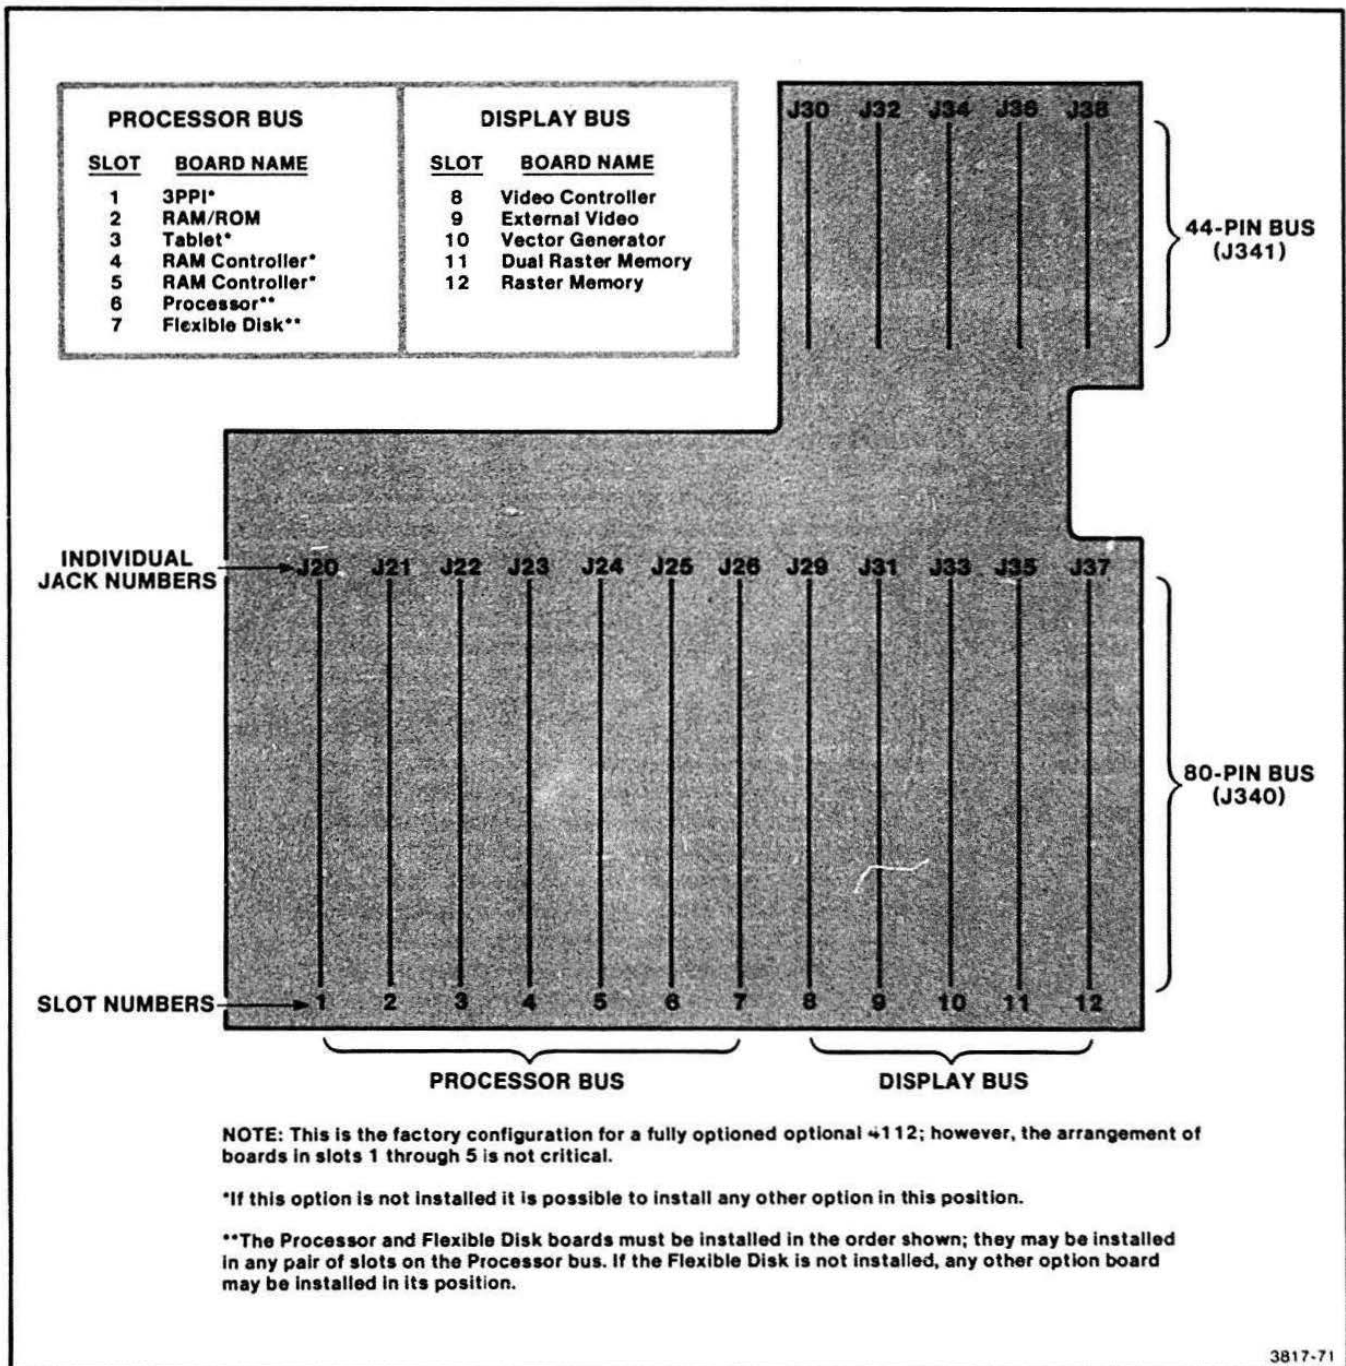 PROCESSOR BUS
SLOT BOARD NAME
1 3PPI*
2 RAM/ROM
3 Tablet*
4 RAM Controller*
5 RAM Controller*
6 Processor**
7 Flexible Disk**
DISPLAY BUS
SLOT BOARD NAME
8 Video Controller
9 External Video
10 Vector Generator
11 Dual Raster Memory
12 Raster Memory
J30 J32 J34 J36 J38
44-PIN BUS
(J341)
INDIVIDUAL
JACK NUMBERS
J20 J21 J22 J23 J24 J25 J26 J29 J31 J33 J35 J37
80-PIN BUS
(J340)
SLOT NUMBERS
1 2 3 4 5 6 7 8 9 10 11 12
PROCESSOR BUS DISPLAY BUS
NOTE: This is the factory configuration for a fully optioned optional 4112; however, the arrangement of
boards in slots 1 through 5 is not critical.
*If this option is not installed it is possible to install any other option in this position.
**The Processor and Flexible Disk boards must be installed in the order shown; they may be installed
in any pair of slots on the Processor bus. If the Flexible Disk is not installed, any other option board
may be installed in its position.
3817-71